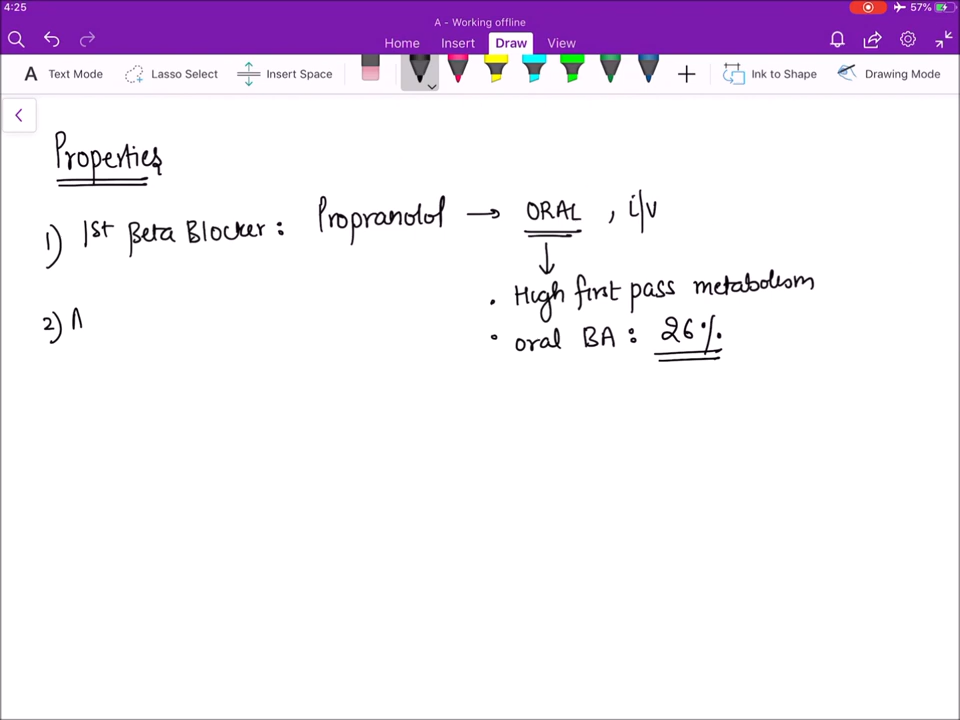 4:25
57%
A - Working offline
Home Insert Draw View
Text Mode Lasso Select Insert Space Ink to Shape Drawing Mode
Properties
1) 1st Beta Blocker : Propranolol → ORAL , i/v
↓
• High first pass metabolism
• oral BA : 26%
2)